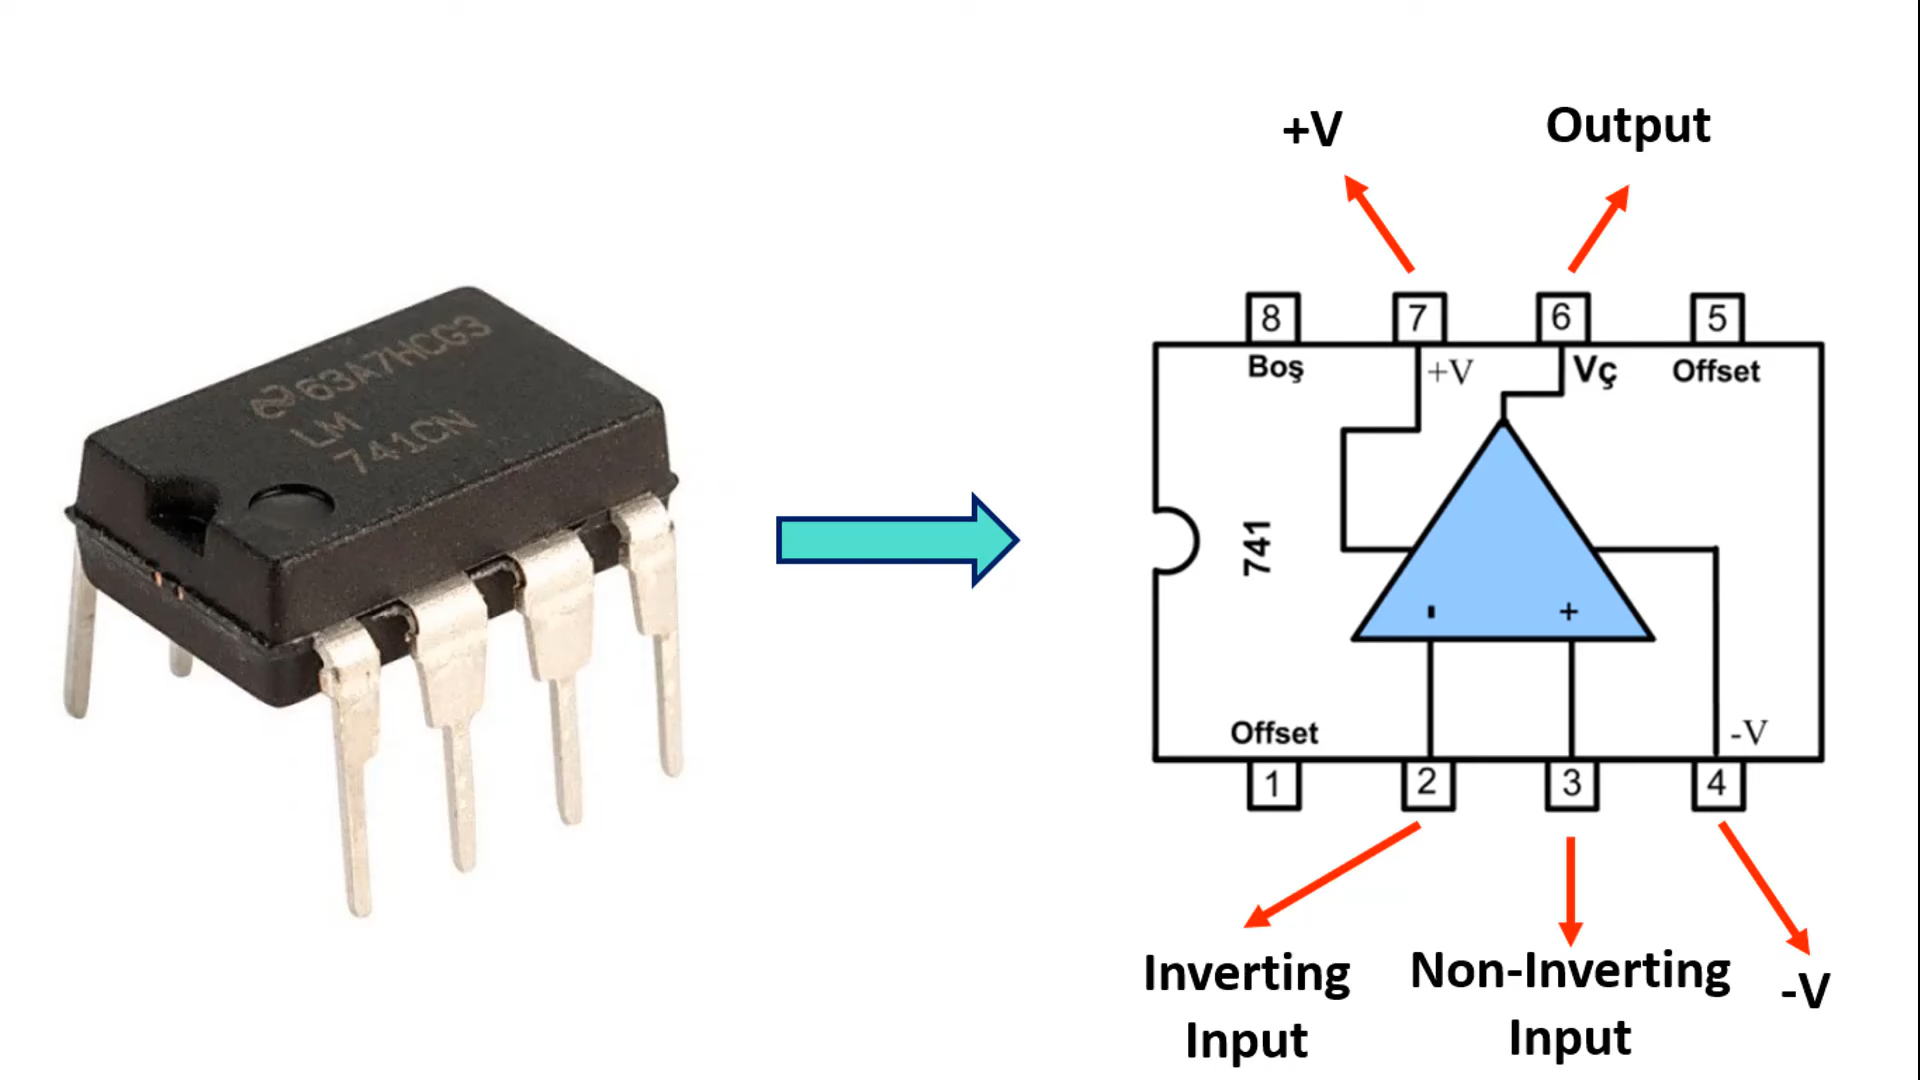 63A7HCG3
LM
741CN
+V
Output
8
7
6
5
Boş
+V
Vç
Offset
741
-
+
Offset
-V
1
2
3
4
Inverting
Input
Non-Inverting
Input
-V